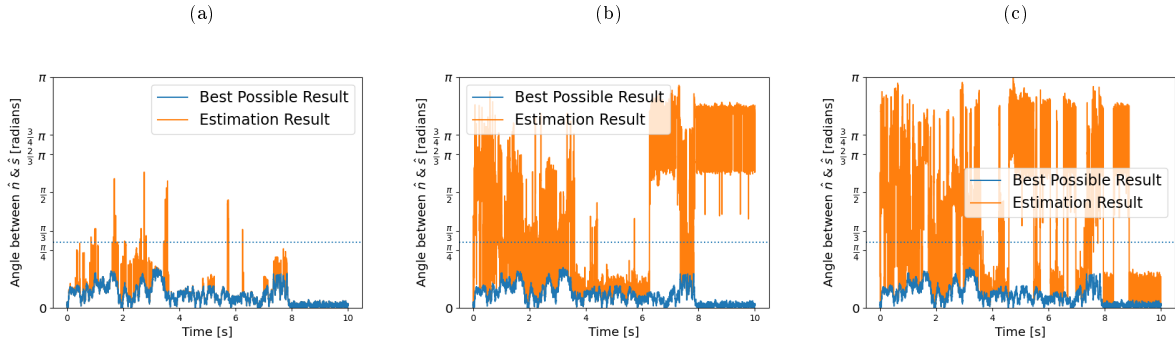 (a)
(b)
(c)
Angle between n̂ & ŝ [radians]
π
3/4 π
2/3 π
π/2
π/3
π/4
0
Best Possible Result
Estimation Result
0 2 4 6 8 10
Time [s]
Angle between n̂ & ŝ [radians]
π
3/4 π
2/3 π
π/2
π/3
π/4
0
Best Possible Result
Estimation Result
0 2 4 6 8 10
Time [s]
Angle between n̂ & ŝ [radians]
π
3/4 π
2/3 π
π/2
π/3
π/4
0
Best Possible Result
Estimation Result
0 2 4 6 8 10
Time [s]